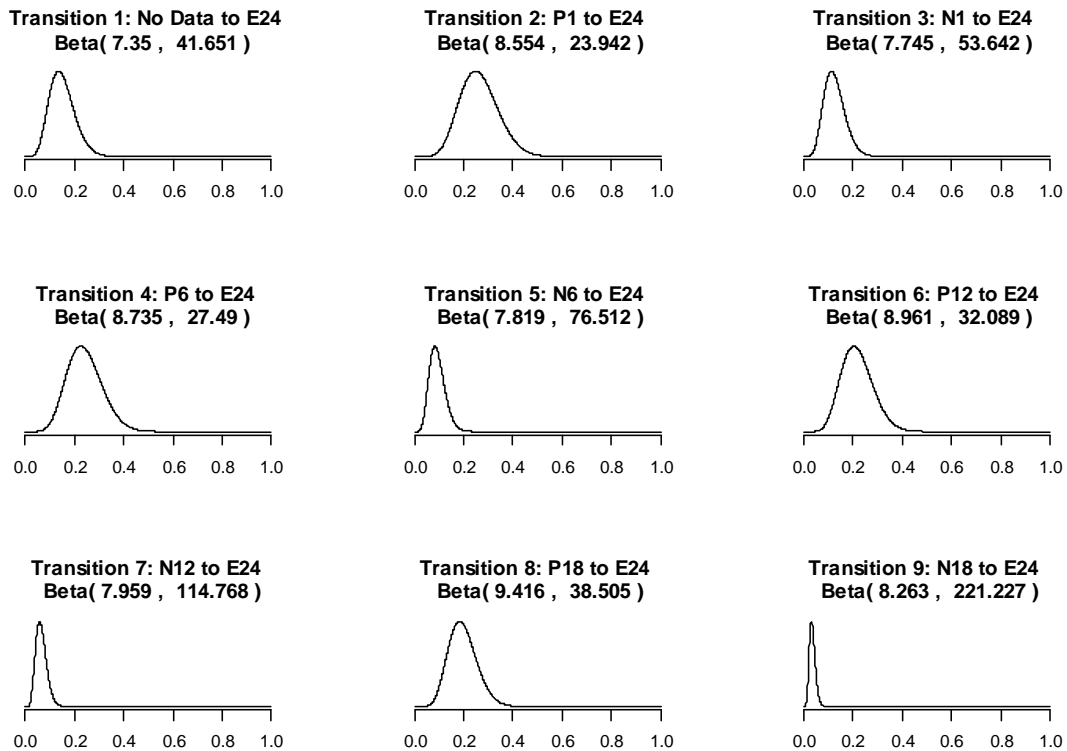 Transition 1: No Data to E24
Beta( 7.35 , 41.651 )
0.0 0.2 0.4 0.6 0.8 1.0
Transition 2: P1 to E24
Beta( 8.554 , 23.942 )
0.0 0.2 0.4 0.6 0.8 1.0
Transition 3: N1 to E24
Beta( 7.745 , 53.642 )
0.0 0.2 0.4 0.6 0.8 1.0
Transition 4: P6 to E24
Beta( 8.735 , 27.49 )
0.0 0.2 0.4 0.6 0.8 1.0
Transition 5: N6 to E24
Beta( 7.819 , 76.512 )
0.0 0.2 0.4 0.6 0.8 1.0
Transition 6: P12 to E24
Beta( 8.961 , 32.089 )
0.0 0.2 0.4 0.6 0.8 1.0
Transition 7: N12 to E24
Beta( 7.959 , 114.768 )
0.0 0.2 0.4 0.6 0.8 1.0
Transition 8: P18 to E24
Beta( 9.416 , 38.505 )
0.0 0.2 0.4 0.6 0.8 1.0
Transition 9: N18 to E24
Beta( 8.263 , 221.227 )
0.0 0.2 0.4 0.6 0.8 1.0